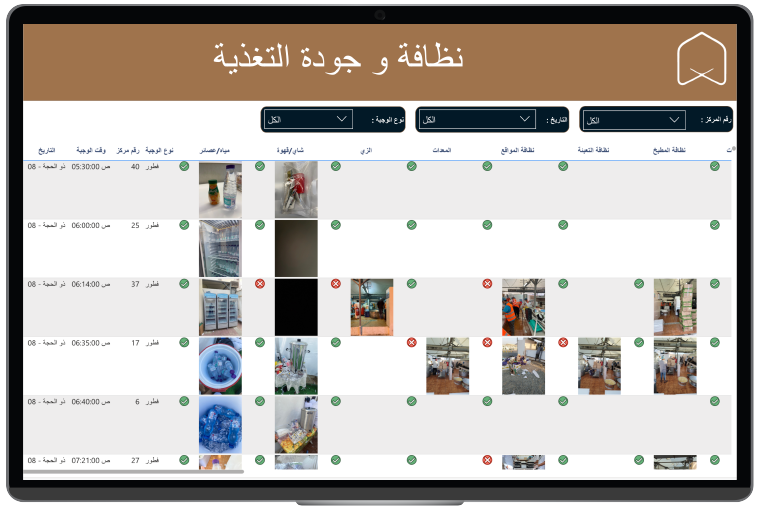 نظافة و جودة التغذية
رقم المركز : الكل التاريخ : الكل نوع الوجبة : الكل
التاريخ وقت الوجبة رقم مركز نوع الوجبة مياه/عصائر شاي/قهوة الزي المعدات نظافة المواقع نظافة التعبئة نظافة المطبخ
08 - ذو الحجة 05:30:00 ص 40 فطور
08 - ذو الحجة 06:00:00 ص 25 فطور
08 - ذو الحجة 06:14:00 ص 37 فطور
08 - ذو الحجة 06:35:00 ص 17 فطور
08 - ذو الحجة 06:40:00 ص 6 فطور
08 - ذو الحجة 07:21:00 ص 27 فطور